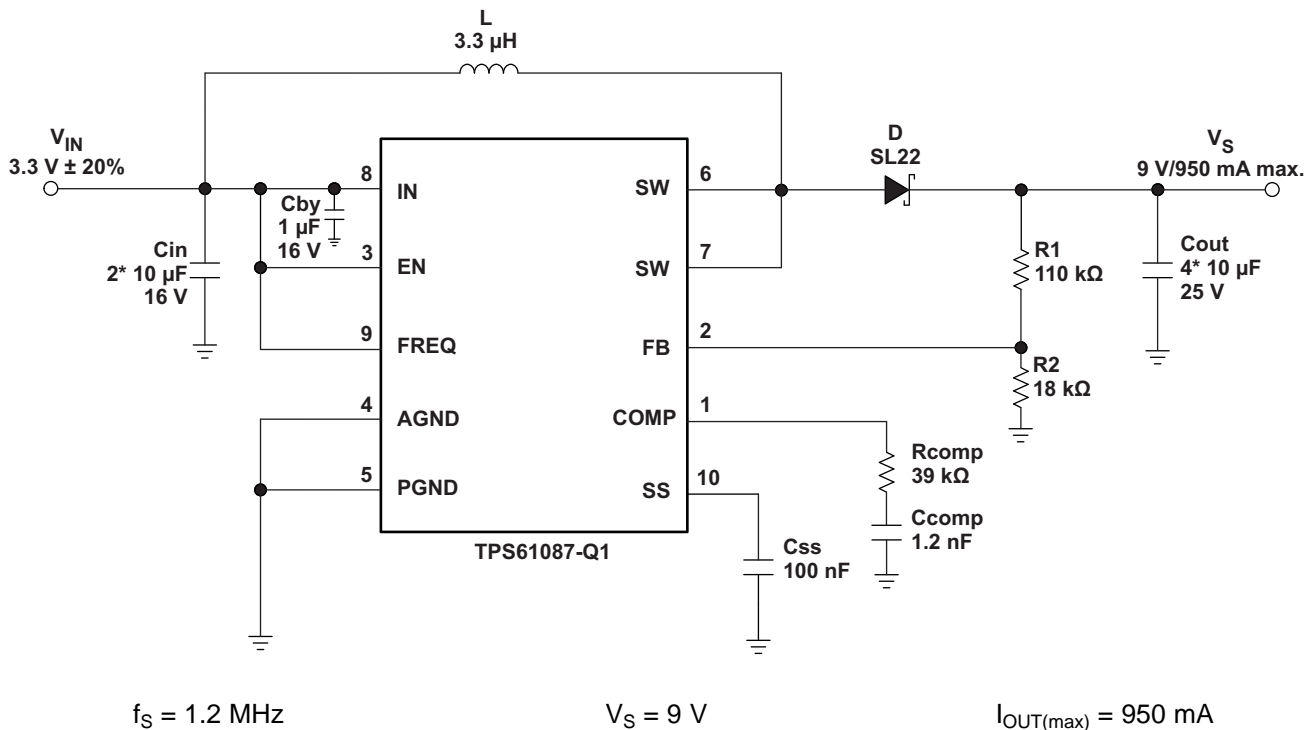 L
3.3 µH
V_IN
3.3 V ± 20%
Cin
2* 10 µF
16 V
Cby
1 µF
16 V
8
IN
3
EN
9
FREQ
4
AGND
5
PGND
SW
6
SW
7
FB
2
COMP
1
SS
10
TPS61087-Q1
D
SL22
V_S
9 V/950 mA max.
R1
110 kΩ
Cout
4* 10 µF
25 V
R2
18 kΩ
Rcomp
39 kΩ
Ccomp
1.2 nF
Css
100 nF
f_S = 1.2 MHz
V_S = 9 V
I_OUT(max) = 950 mA